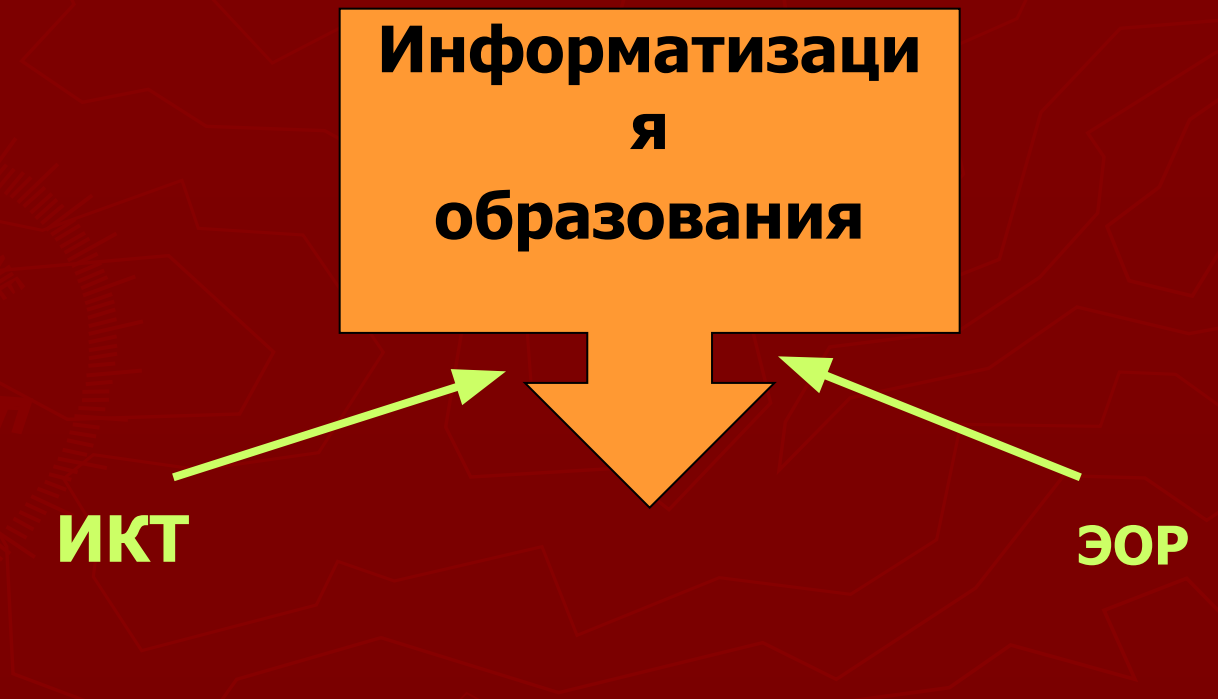 Информатизаци
я
образования
ИКТ
ЭОР